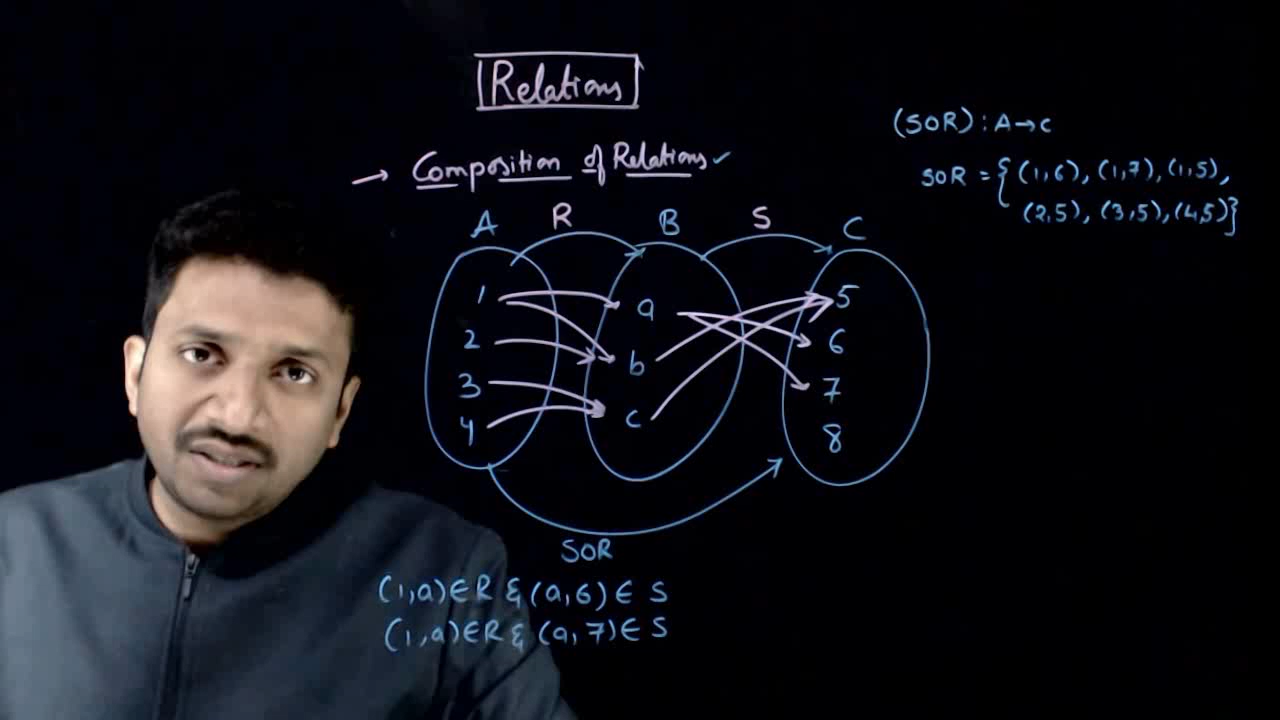 Relations
→ Composition of Relations ✓
(SOR) : A→C
SOR = {(1,6), (1,7), (1,5),
(2,5), (3,5), (4,5)}
A R B S C
1 a 5
2 b 6
3 c 7
4 8
SOR
(1,a)∈R & (a,6)∈ S
(1,a)∈R & (a,7)∈ S